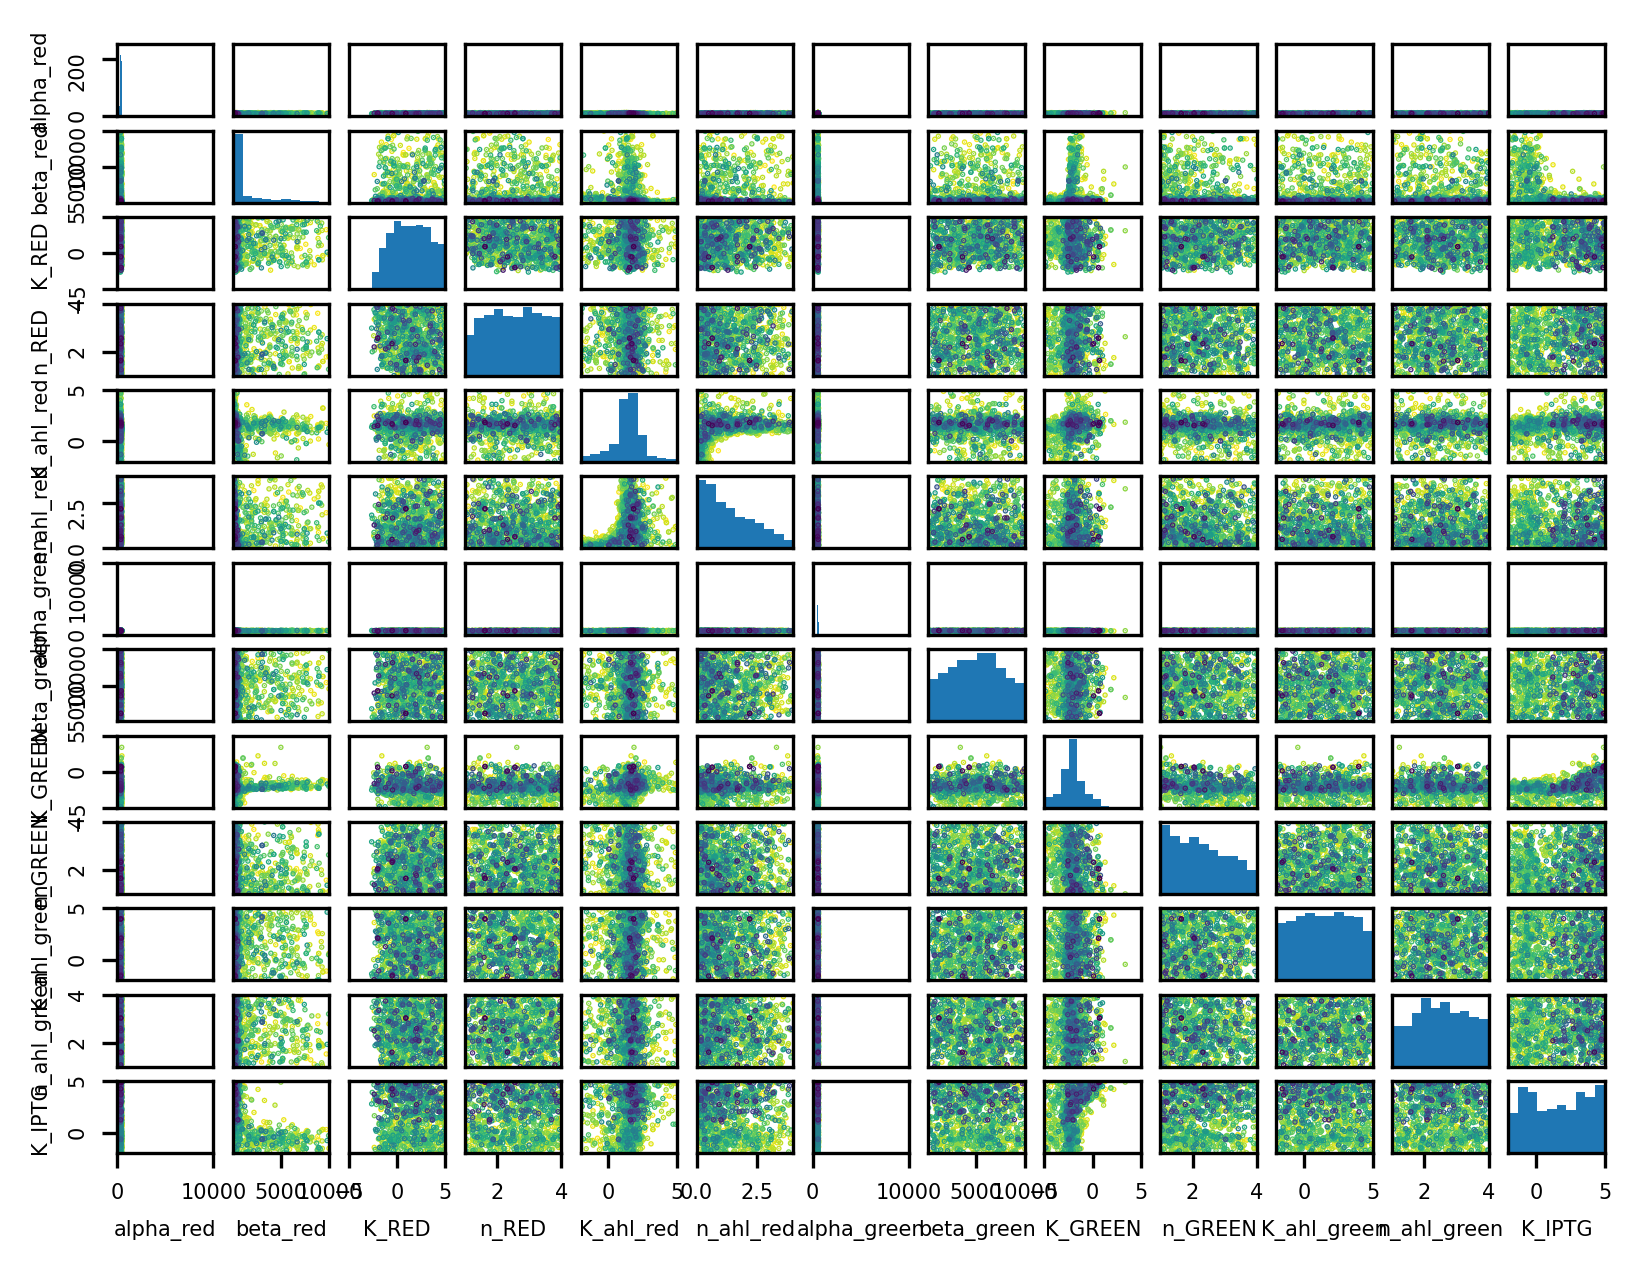 alpha_red
200
0
beta_red
10000
5000
K_RED
5
0
-5
n_RED
4
2
K_ahl_red
5
0
n_ahl_red
2.5
0.0
alpha_green
10000
0
beta_green
10000
5000
K_GREEN
5
0
-5
n_GREEN
4
2
K_ahl_green
5
0
n_ahl_green
4
2
K_IPTG
5
0
0 10000 5000 10000 -5 0 5 2 4 0 5 0.0 2.5 0 10000 5000 10000 -5 0 5 2 4 0 5 2 4 0 5
alpha_red beta_red K_RED n_RED K_ahl_red n_ahl_red alpha_green beta_green K_GREEN n_GREEN K_ahl_green n_ahl_green K_IPTG